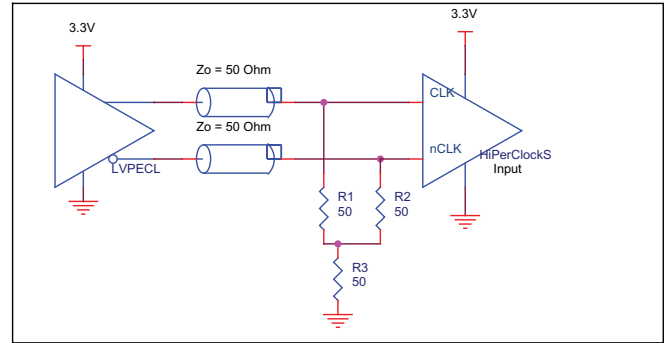 3.3V
3.3V
Zo = 50 Ohm
CLK
Zo = 50 Ohm
nCLK
HiPerClockS
Input
LVPECL
R1
50
R2
50
R3
50